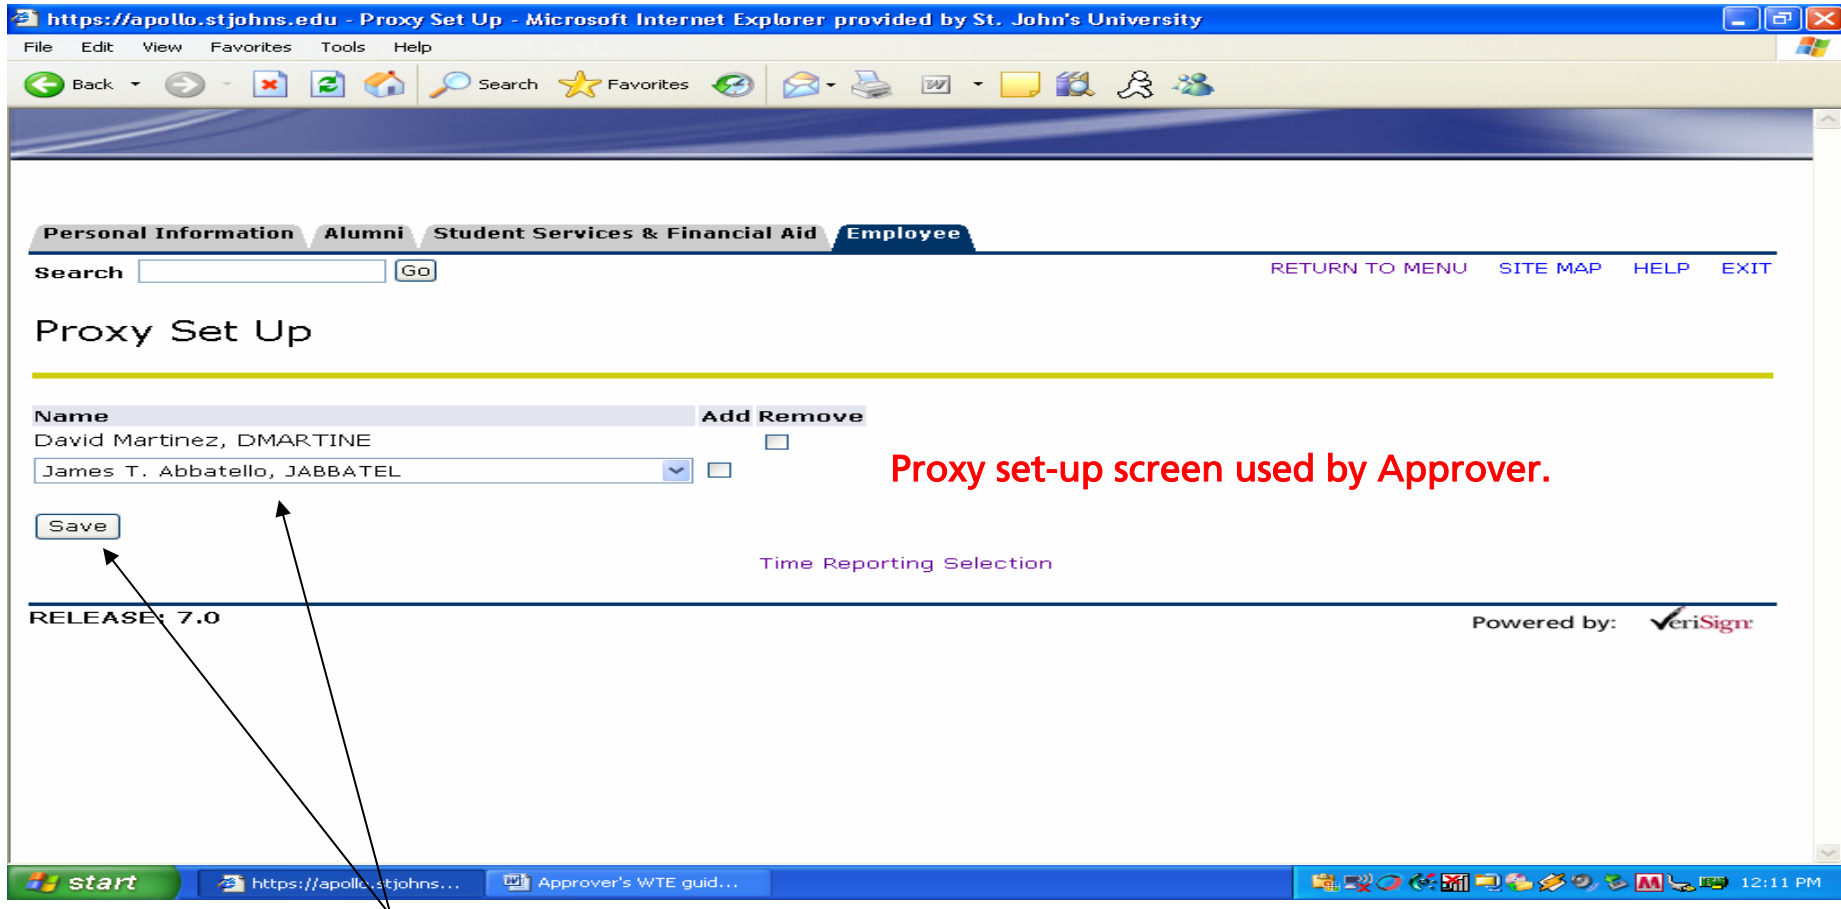 https://apollo.stjohns.edu - Proxy Set Up - Microsoft Internet Explorer provided by St. John's University
File Edit View Favorites Tools Help
Back Search Favorites
Personal Information Alumni Student Services & Financial Aid Employee
Search Go RETURN TO MENU SITE MAP HELP EXIT
Proxy Set Up
Name Add Remove
David Martinez, DMARTINE
James T. Abbatello, JABBATEL
Proxy set-up screen used by Approver.
Save
Time Reporting Selection
RELEASE: 7.0 Powered by: VeriSign
start https://apollo.stjohns... Approver's WTE guid... 12:11 PM